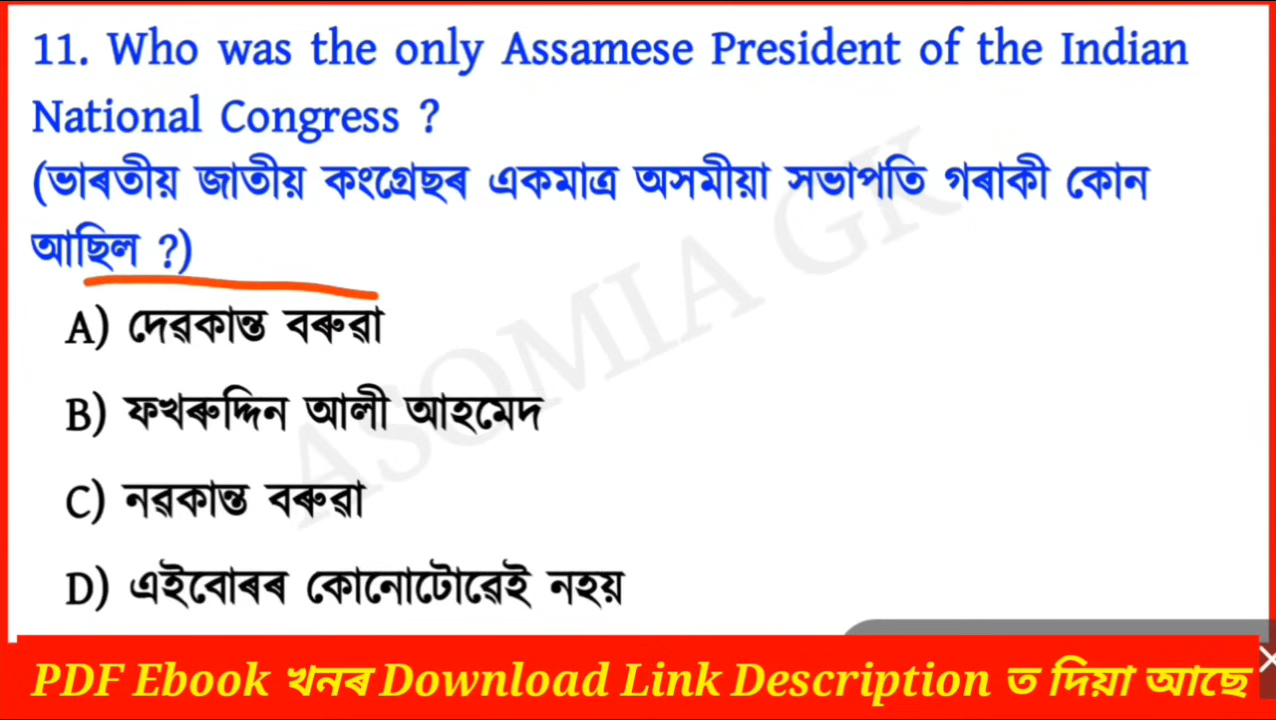 11. Who was the only Assamese President of the Indian
National Congress ?
(ভাৰতীয় জাতীয় কংগ্ৰেছৰ একমাত্ৰ অসমীয়া সভাপতি গৰাকী কোন
আছিল ?)
A) দেৱকান্ত বৰুৱা
B) ফখৰুদ্দিন আলী আহমেদ
C) নৱকান্ত বৰুৱা
D) এইবোৰৰ কোনোটোৱেই নহয়
ASOMIA GK
PDF Ebook খনৰ Download Link Description ত দিয়া আছে